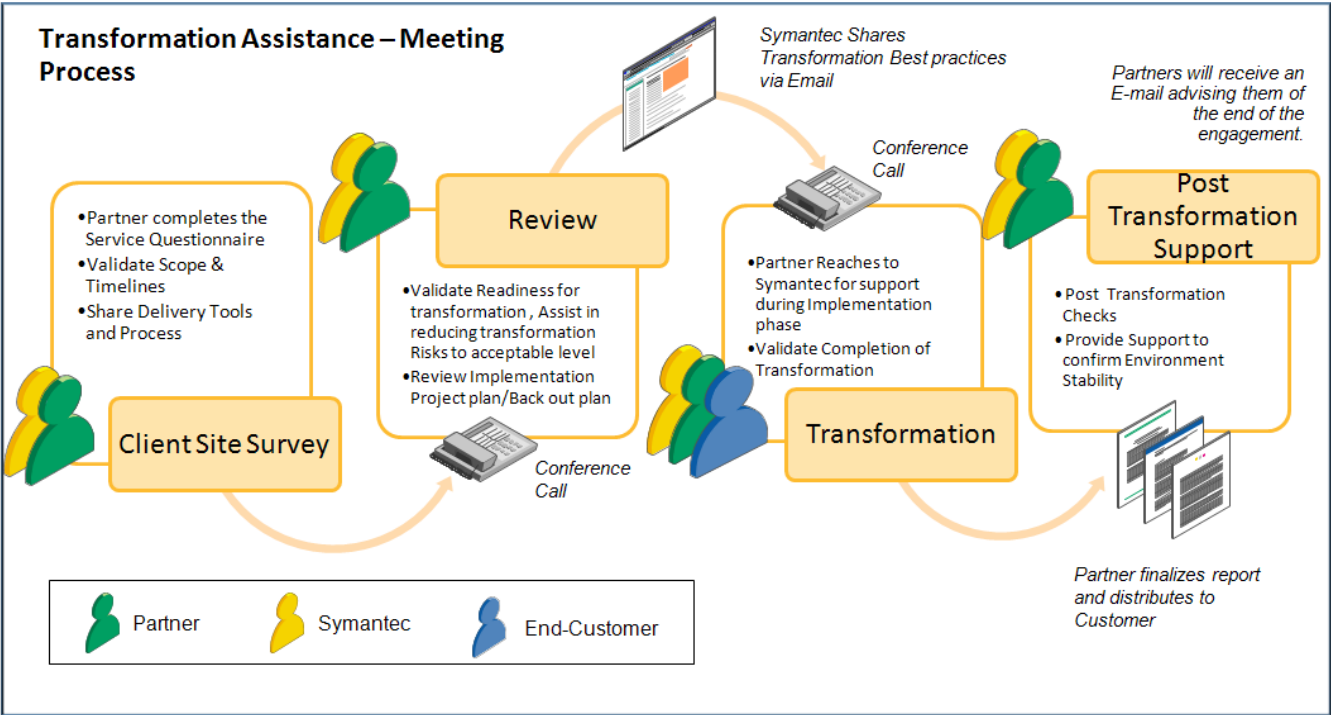 Transformation Assistance – Meeting
Process
Symantec Shares
Transformation Best practices
via Email
Partners will receive an
E-mail advising them of
the end of the
engagement.
•Partner completes the
Service Questionnaire
•Validate Scope &
Timelines
•Share Delivery Tools
and Process
Client Site Survey
Review
•Validate Readiness for
transformation , Assist in
reducing transformation
Risks to acceptable level
•Review Implementation
Project plan/Back out plan
Conference
Call
Conference
Call
•Partner Reaches to
Symantec for support
during Implementation
phase
•Validate Completion of
Transformation
Transformation
Post
Transformation
Support
• Post Transformation
Checks
• Provide Support to
confirm Environment
Stability
Partner finalizes report
and distributes to
Customer
Partner
Symantec
End-Customer